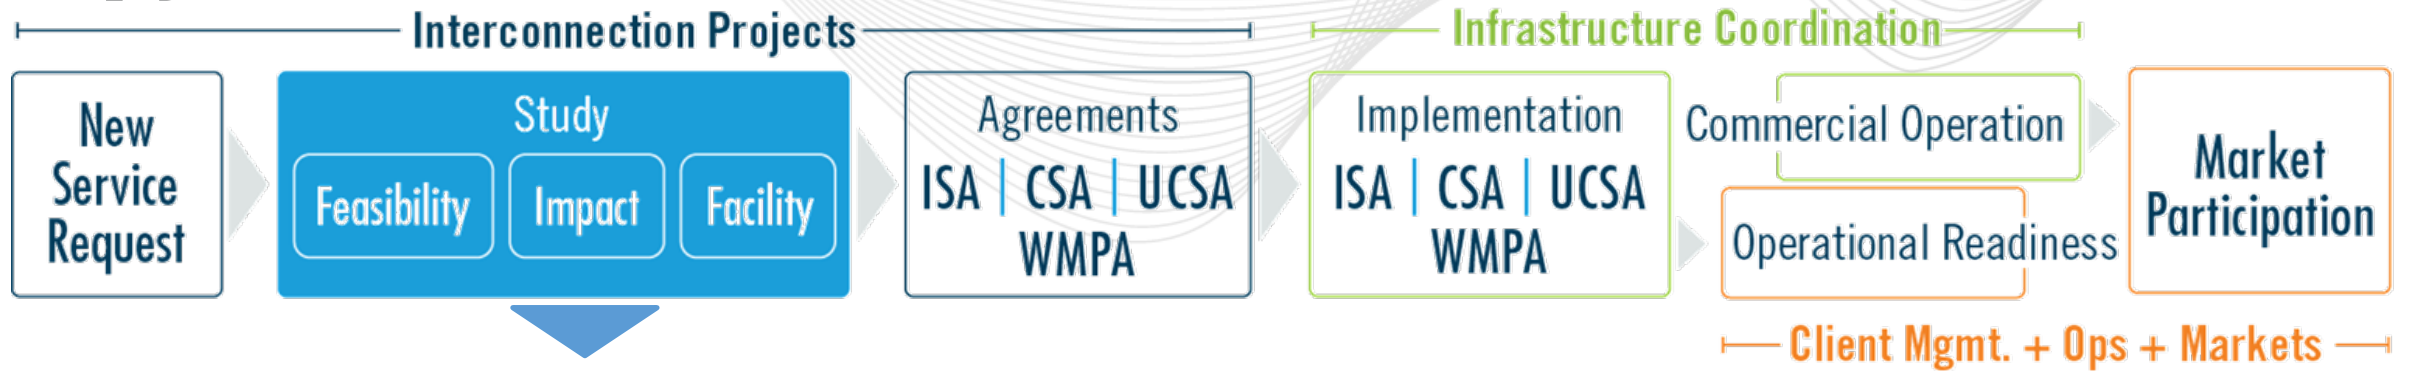 Interconnection Projects
Infrastructure Coordination
New
Service
Request
Study
Feasibility
Impact
Facility
Agreements
ISA | CSA | UCSA
WMPA
Implementation
ISA | CSA | UCSA
WMPA
Commercial Operation
Operational Readiness
Market
Participation
Client Mgmt. + Ops + Markets